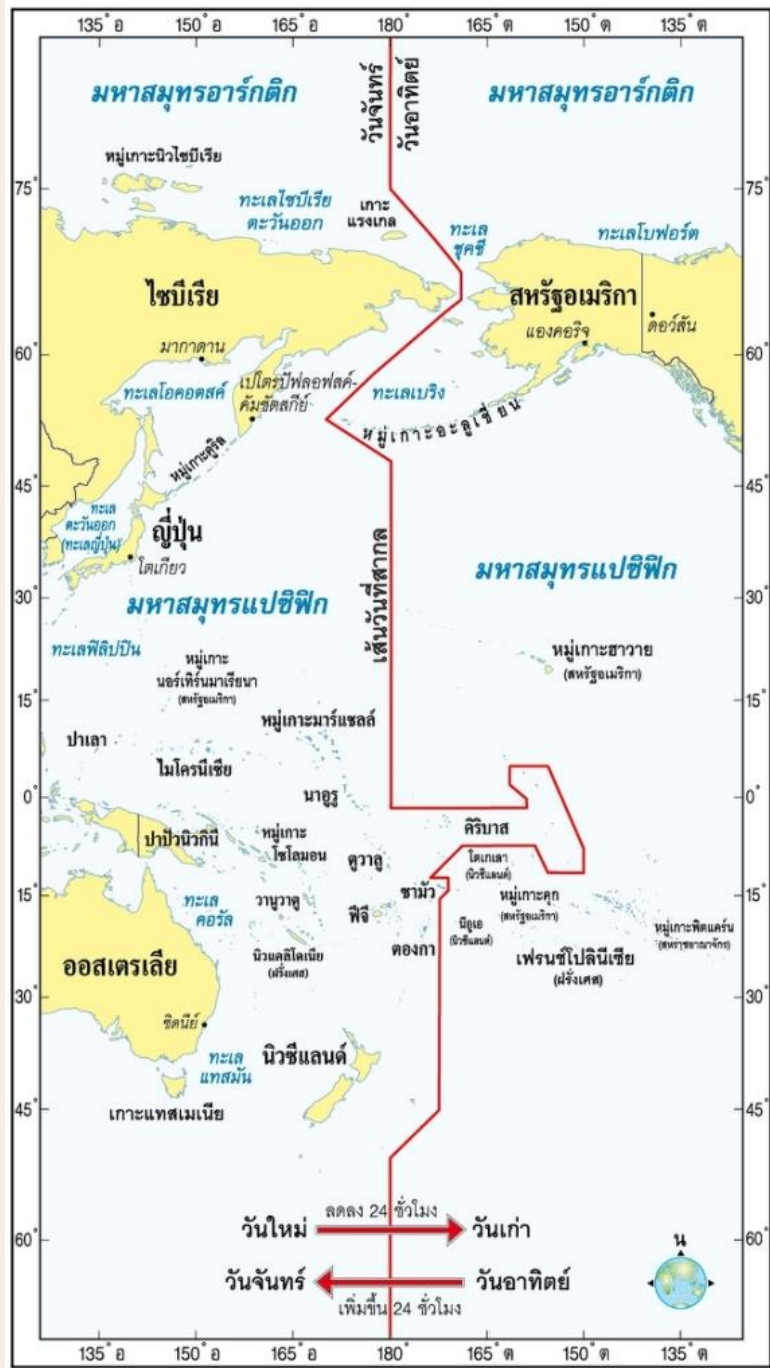 135° อ 150° อ 165° อ 180° 165° ต 150° ต 135° ต
วันจันทร์
วันอาทิตย์
มหาสมุทรอาร์กติก
มหาสมุทรอาร์กติก
หมู่เกาะนิวไซบีเรีย
75° 75°
ทะเลไซบีเรีย
ตะวันออก
เกาะ
แรงเกล
ทะเล
ชุคชี
ทะเลโบฟอร์ต
ไซบีเรีย
สหรัฐอเมริกา
ดอว์สัน
แองคอริจ
มากาดาน
60° 60°
ทะเลโอคอตสค์
เปโตรปัฟลอฟสค์-
คัมชัตสกีย์
ทะเลเบริง
หมู่เกาะอะลูเชี่ยน
หมู่เกาะคูริล
45° 45°
ทะเล
ตะวันออก
(ทะเลญี่ปุ่น)
ญี่ปุ่น
โตเกียว
เส้นวันที่สากล
มหาสมุทรแปซิฟิก
มหาสมุทรแปซิฟิก
30° 30°
ทะเลฟิลิปปิน
หมู่เกาะ
นอร์เทิร์นมาเรียนา
(สหรัฐอเมริกา)
หมู่เกาะฮาวาย
(สหรัฐอเมริกา)
15° 15°
หมู่เกาะมาร์แชลล์
ปาเลา
ไมโครนีเซีย
นาอูรู
0° 0°
คิริบาส
ปาปัวนิวกินี
หมู่เกาะ
โซโลมอน
ตูวาลู
โตเกเลา
(นิวซีแลนด์)
15° 15°
ทะเล
คอรัล
วานูวาตู
ฟีจี
ซามัว
หมู่เกาะคุก
(สหรัฐอเมริกา)
นีอูเอ
(นิวซีแลนด์)
ตองกา
หมู่เกาะพิตแคร์น
(สหราชอาณาจักร)
นิวแคลิโดเนีย
(ฝรั่งเศส)
เฟรนช์โปลินีเซีย
(ฝรั่งเศส)
ออสเตรเลีย
30° 30°
ซิดนีย์
ทะเล
แทสมัน
นิวซีแลนด์
เกาะแทสเมเนีย
45° 45°
ลดลง 24 ชั่วโมง
วันใหม่ วันเก่า
60° 60°
วันจันทร์ วันอาทิตย์
เพิ่มขึ้น 24 ชั่วโมง
น
135° อ 150° อ 165° อ 180° 165° ต 150° ต 135° ต